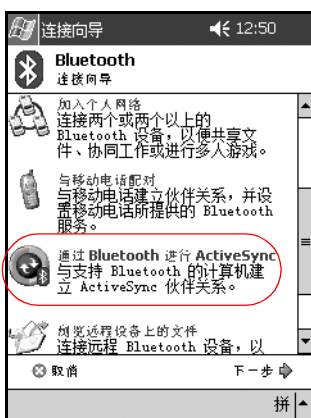 连接向导 12:50
Bluetooth
连接向导
加入个人网络
连接两个或两个以上的
Bluetooth 设备，以便共享文
件、协同工作或进行多人游戏。
与移动电话配对
与移动电话建立伙伴关系，并设
置移动电话所提供的 Bluetooth
服务。
通过 Bluetooth 进行 ActiveSync
与支持 Bluetooth 的计算机建
立 ActiveSync 伙伴关系。
浏览远程设备上的文件
连接远程 Bluetooth 设备，以
取消 下一步
拼